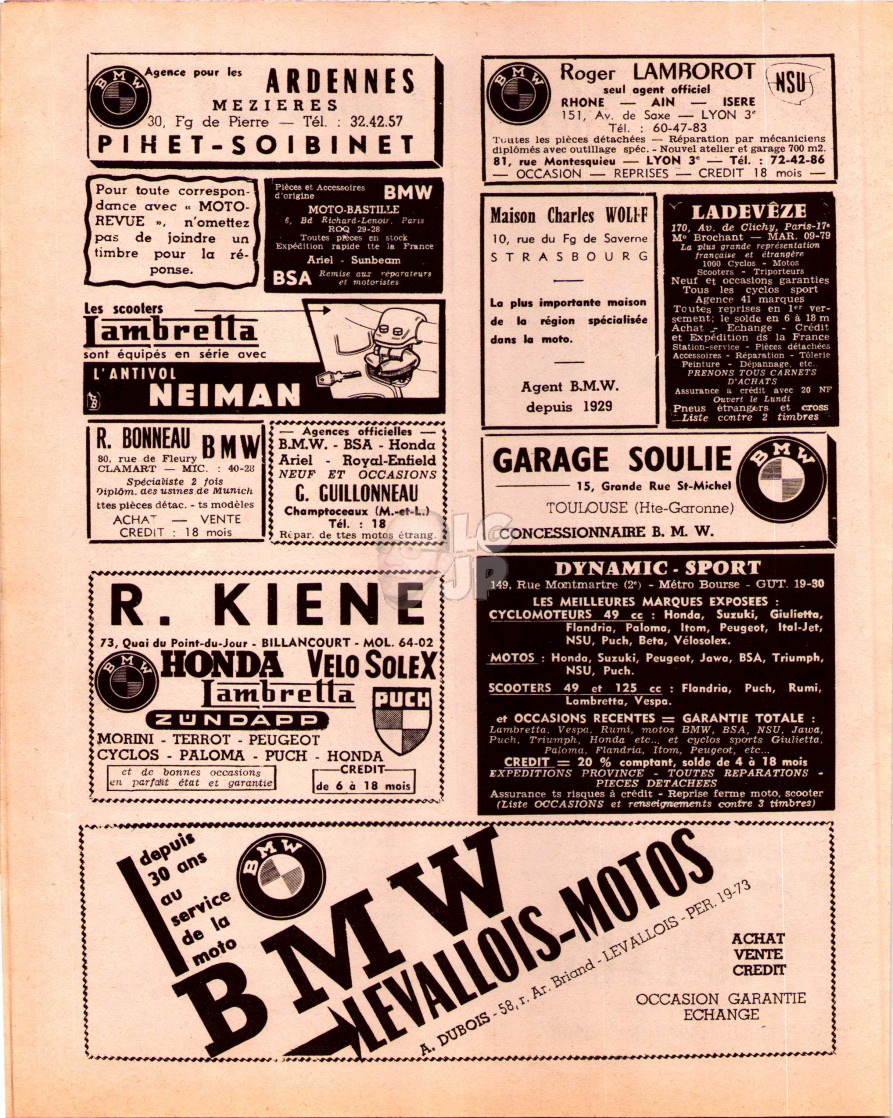 BMW
Agence pour les ARDENNES
MEZIERES
30, Fg de Pierre — Tél. : 32.42.57
PIHET-SOIBINET
Pour toute correspon-
dance avec « MOTO-
REVUE », n'omettez
pas de joindre un
timbre pour la ré-
ponse.
Pièces et Accessoires
d'origine BMW
MOTO-BASTILLE
6, Bd Richard-Lenoir, Paris
ROQ 29-28
Toutes pièces en stock
Expédition rapide tte la France
Ariel - Sunbeam
BSA Remise aux réparateurs
et motoristes
Les scooters
Lambretta
sont équipés en série avec
L'ANTIVOL
NEIMAN
R. BONNEAU BMW
80, rue de Fleury
CLAMART — MIC. : 40-28
Spécialiste 2 fois
Diplôm. des usines de Munich
ttes pièces détac. - ts modèles
ACHAT — VENTE
CREDIT : 18 mois
— Agences officielles —
B.M.W. - BSA - Honda
Ariel - Royal-Enfield
NEUF ET OCCASIONS
C. GUILLONNEAU
Champtoceaux (M.-et-L.)
Tél. : 18
Répar. de ttes motos étrang.
R. KIENE
73, Quai du Point-du-Jour - BILLANCOURT - MOL. 64-02
BMW
HONDA VELO SOLEX
Lambretta
PUCH
ZUNDAPP
MORINI - TERROT - PEUGEOT
CYCLOS - PALOMA - PUCH - HONDA
et de bonnes occasions
en parfait état et garantie
CREDIT
de 6 à 18 mois
BMW
Roger LAMBOROT
NSU
seul agent officiel
RHONE — AIN — ISERE
151, Av. de Saxe — LYON 3e
Tél. : 60-47-83
Toutes les pièces détachées — Réparation par mécaniciens
diplômés avec outillage spéc. - Nouvel atelier et garage 700 m2.
81, rue Montesquieu — LYON 3e — Tél. : 72-42-86
— OCCASION — REPRISES — CREDIT 18 mois —
Maison Charles WOLFF
10, rue du Fg de Saverne
STRASBOURG
La plus importante maison
de la région spécialisée
dans la moto.
Agent B.M.W.
depuis 1929
LADEVÈZE
170, Av. de Clichy, Paris-17e
Mo Brochant — MAR. 09-79
La plus grande représentation
française et étrangère
1000 Cyclos - Motos
Scooters - Triporteurs
Neuf et occasions garanties
Tous les cyclos sport
Agence 41 marques
Toutes reprises en 1er ver-
sement; le solde en 6 à 18 m
Achat - Echange - Crédit
et Expédition ds la France
Station-service - Pièces détachées
Accessoires - Réparation - Tôlerie
Peinture - Dépannage, etc..
PRENONS TOUS CARNETS
D'ACHATS
Assurance à crédit avec 20 NF
Ouvert le Lundi
Pneus étrangers et cross
Liste contre 2 timbres
GARAGE SOULIE
BMW
15, Grande Rue St-Michel
TOULOUSE (Hte-Garonne)
CONCESSIONNAIRE B. M. W.
LC
JP
DYNAMIC - SPORT
149, Rue Montmartre (2e) - Métro Bourse - GUT. 19-30
LES MEILLEURES MARQUES EXPOSEES :
CYCLOMOTEURS 49 cc : Honda, Suzuki, Giulietta,
Flandria, Paloma, Itom, Peugeot, Ital-Jet,
NSU, Puch, Beta, Vélosolex.
MOTOS : Honda, Suzuki, Peugeot, Jawa, BSA, Triumph,
NSU, Puch.
SCOOTERS 49 et 125 cc : Flandria, Puch, Rumi,
Lambretta, Vespa.
et OCCASIONS RECENTES = GARANTIE TOTALE :
Lambretta, Vespa, Rumi, motos BMW, BSA, NSU, Jawa,
Puch, Triumph, Honda etc... et cyclos sports Giulietta,
Paloma, Flandria, Itom, Peugeot, etc...
CREDIT = 20 % comptant, solde de 4 à 18 mois
EXPEDITIONS PROVINCE - TOUTES REPARATIONS -
PIECES DETACHEES
Assurance ts risques à crédit - Reprise ferme moto, scooter
(Liste OCCASIONS et renseignements contre 3 timbres)
depuis
30 ans
au
service
de la
moto
BMW
BMW
LEVALLOIS-MOTOS
A. DUBOIS - 58, r. Ar. Briand - LEVALLOIS - PER. 19-73
ACHAT
VENTE
CREDIT
OCCASION GARANTIE
ECHANGE